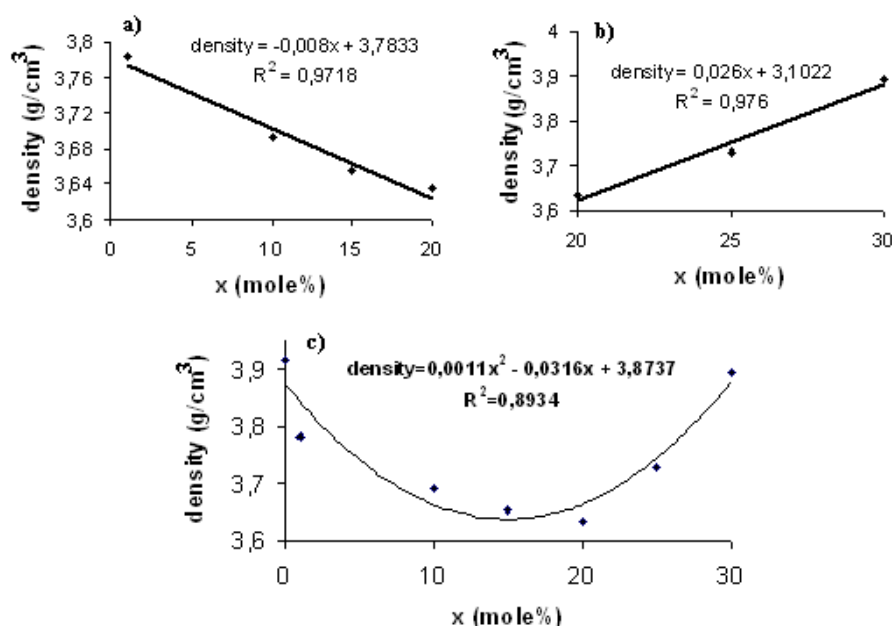 a)
density = -0,008x + 3,7833
R² = 0,9718
density (g/cm³)
3,8
3,76
3,72
3,68
3,64
3,6
0 5 10 15 20
x (mole%)
b)
density = 0,026x + 3,1022
R² = 0,976
density (g/cm³)
4
3,9
3,8
3,7
3,6
20 25 30
x (mole%)
c)
density=0,0011x² - 0,0316x + 3,8737
R²=0,8934
density (g/cm³)
3,9
3,8
3,7
3,6
0 10 20 30
x (mole%)